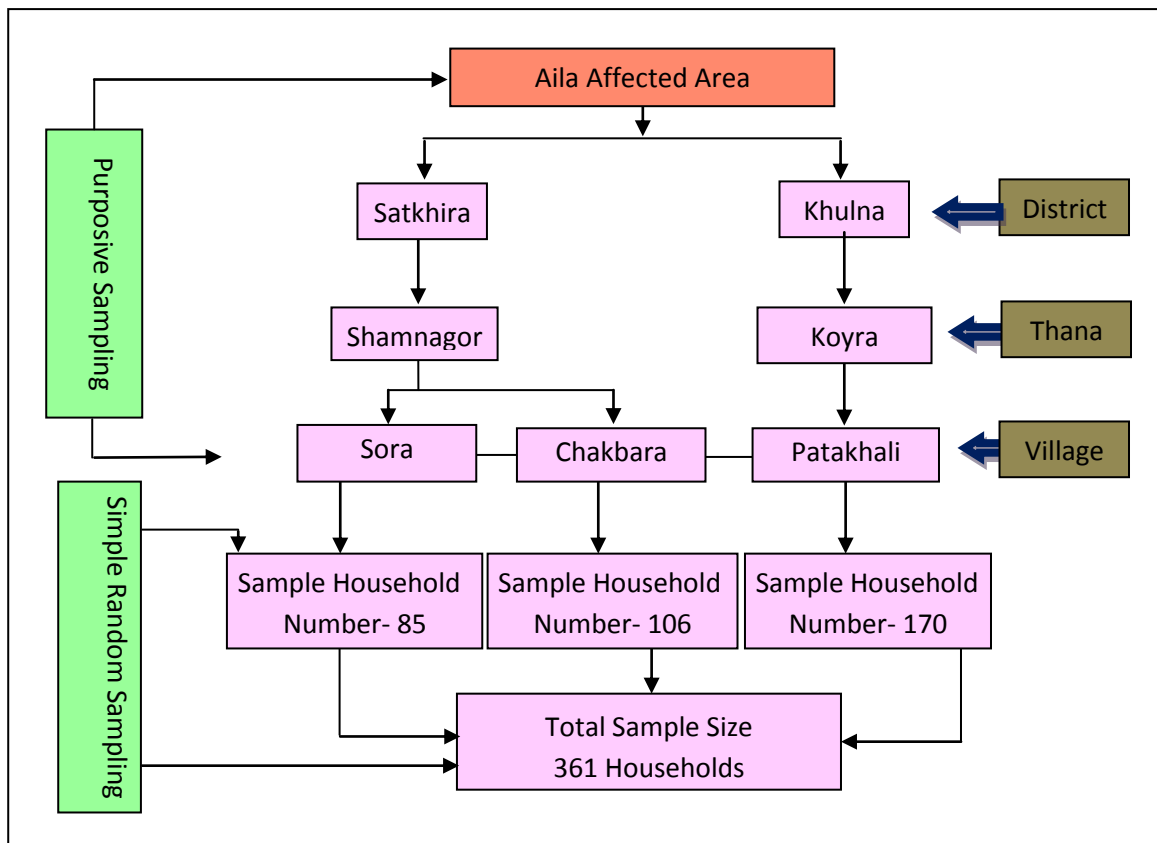 Aila Affected Area
Purposive Sampling
Satkhira
Khulna
District
Shamnagor
Koyra
Thana
Sora
Chakbara
Patakhali
Village
Simple Random Sampling
Sample Household
Number- 85
Sample Household
Number- 106
Sample Household
Number- 170
Total Sample Size
361 Households